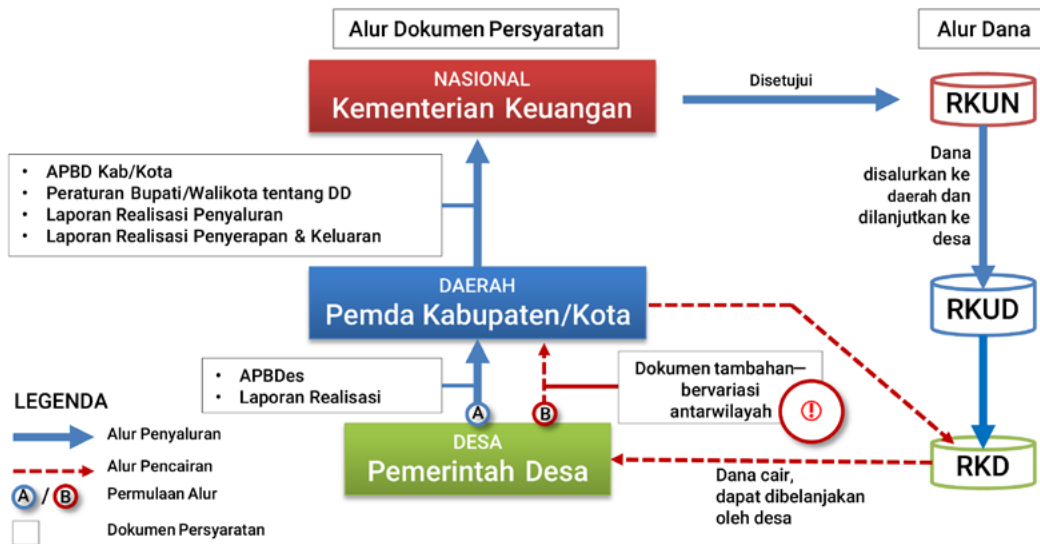 Alur Dokumen Persyaratan
Alur Dana
NASIONAL
Kementerian Keuangan
Disetujui
RKUN
• APBD Kab/Kota
• Peraturan Bupati/Walikota tentang DD
• Laporan Realisasi Penyaluran
• Laporan Realisasi Penyerapan & Keluaran
Dana
disalurkan ke
daerah dan
dilanjutkan ke
desa
DAERAH
Pemda Kabupaten/Kota
RKUD
• APBDes
• Laporan Realisasi
Dokumen tambahan—
bervariasi
antarwilayah
!
A
B
DESA
Pemerintah Desa
RKD
Dana cair,
dapat dibelanjakan
oleh desa
LEGENDA
Alur Penyaluran
Alur Pencairan
A / B Permulaan Alur
Dokumen Persyaratan